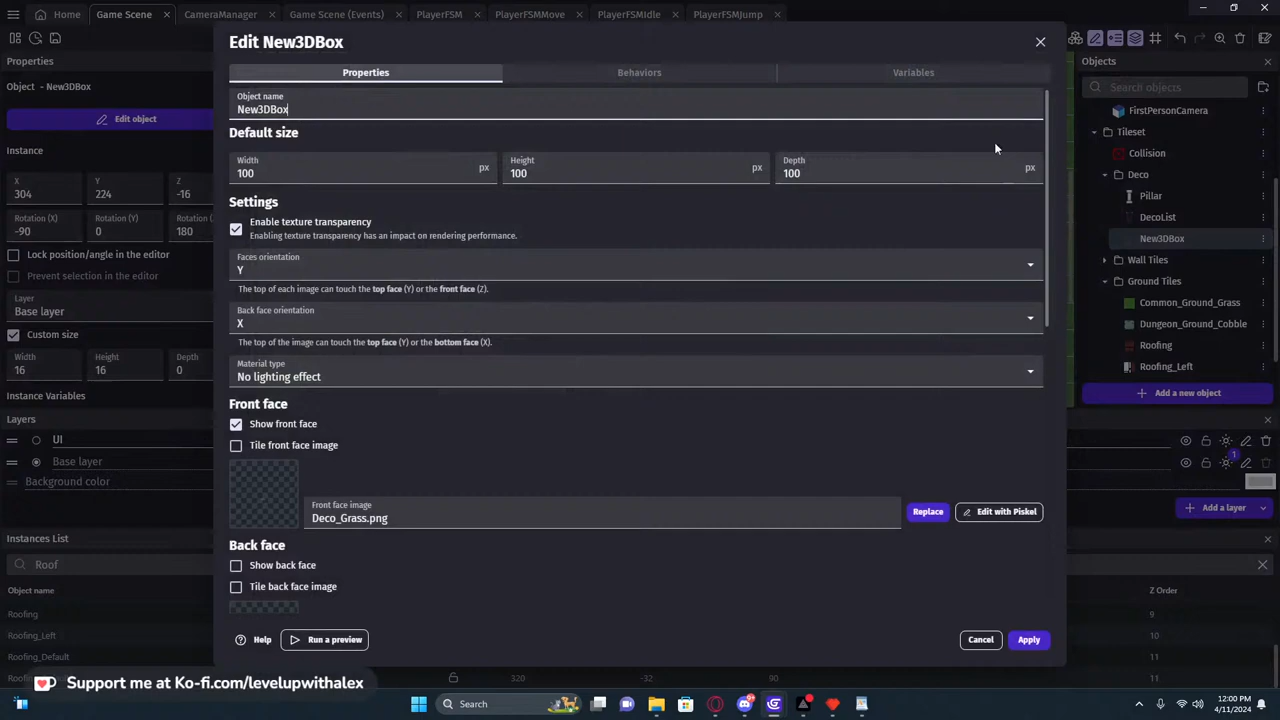 Home
Game Scene
CameraManager
Game Scene (Events)
PlayerFSM
PlayerFSMMove
PlayerFSMIdle
PlayerFSMJump
Properties
Object - New3DBox
Edit object
Instance
X
304
Y
224
Z
-16
Rotation (X)
-90
Rotation (Y)
0
Rotation (Z)
180
Lock position/angle in the editor
Prevent selection in the editor
Layer
Base layer
Custom size
Width
16
Height
16
Depth
0
Instance Variables
Layers
UI
Base layer
Background color
Instances List
Roof
Object name
Roofing
Roofing_Left
Roofing_Default
Edit New3DBox
Properties
Behaviors
Variables
Object name
New3DBox
Default size
Width
100 px
Height
100 px
Depth
100 px
Settings
Enable texture transparency
Enabling texture transparency has an impact on rendering performance.
Faces orientation
Y
The top of each image can touch the top face (Y) or the front face (Z).
Back face orientation
X
The top of the image can touch the top face (Y) or the bottom face (X).
Material type
No lighting effect
Front face
Show front face
Tile front face image
Front face image
Deco_Grass.png
Replace
Edit with Piskel
Back face
Show back face
Tile back face image
Help
Run a preview
Cancel
Apply
Objects
Search objects
FirstPersonCamera
Tileset
Collision
Deco
Pillar
DecoList
New3DBox
Wall Tiles
Ground Tiles
Common_Ground_Grass
Dungeon_Ground_Cobble
Roofing
Roofing_Left
Add a new object
1
Add a layer
Z Order
9
10
11
320 -32 90 11
Support me at Ko-fi.com/levelupwithalex
Search
12:00 PM
4/11/2024